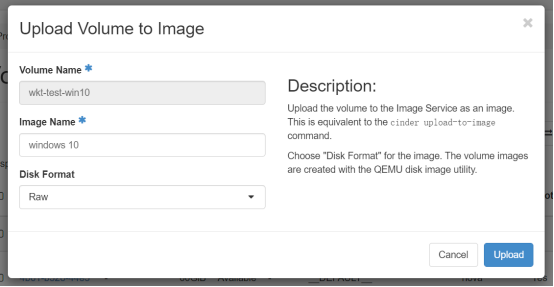 Upload Volume to Image
×
Volume Name *
wkt-test-win10
Image Name *
windows 10
Disk Format
Raw
Description:
Upload the volume to the Image Service as an image.
This is equivalent to the cinder upload-to-image
command.
Choose "Disk Format" for the image. The volume images
are created with the QEMU disk image utility.
Cancel
Upload